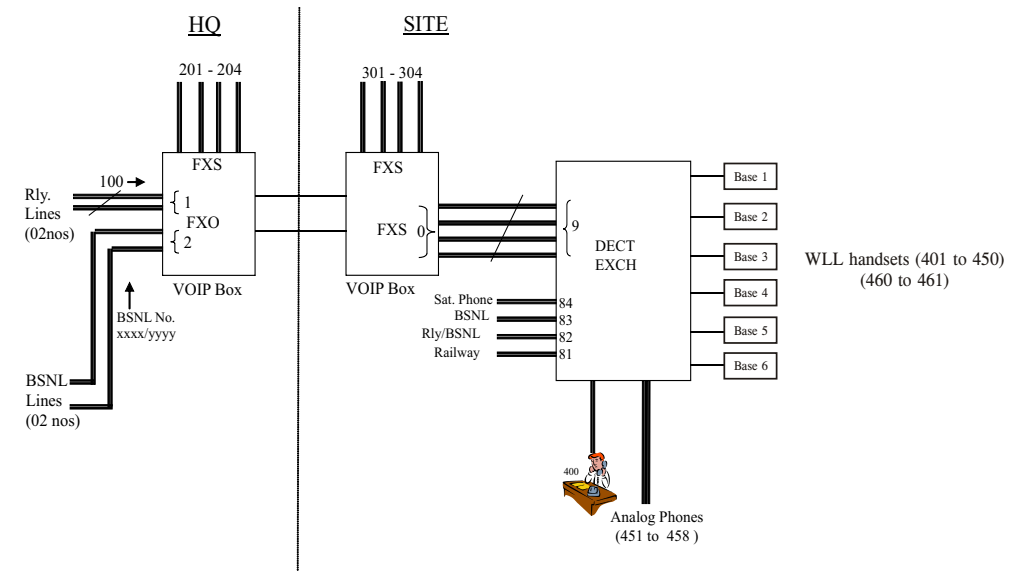 HQ
SITE
201 - 204
301 - 304
FXS
FXS
100
Rly.
Lines
(02nos)
1
FXO
2
FXS
0
9
DECT
EXCH
VOIP Box
VOIP Box
BSNL No.
xxxx/yyyy
BSNL
Lines
(02 nos)
Sat. Phone
84
BSNL
83
Rly/BSNL
82
Railway
81
Base 1
Base 2
Base 3
Base 4
Base 5
Base 6
WLL handsets (401 to 450)
(460 to 461)
400
Analog Phones
(451 to 458 )